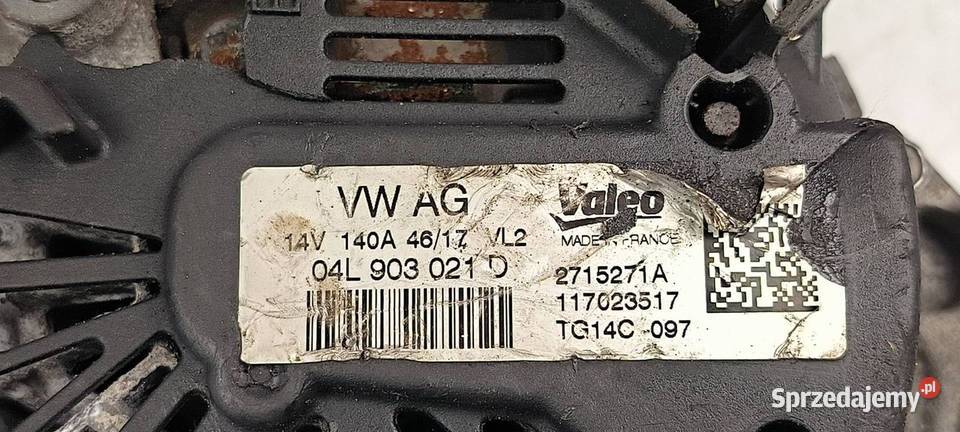 VW AG
14V 140A 46/17 VL2
04L 903 021 D
Valeo
MADE IN FRANCE
2715271A
117023517
TG14C 097
Sprzedajemy.pl